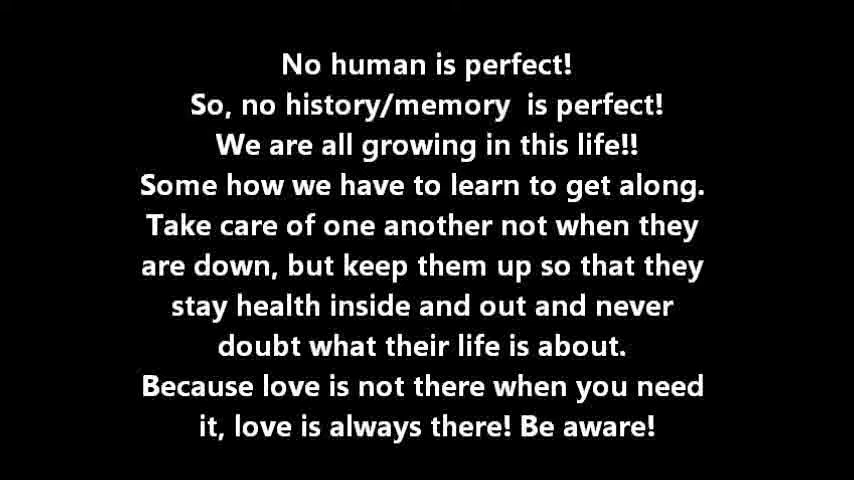 No human is perfect!
So, no history/memory  is perfect!
We are all growing in this life!!
Some how we have to learn to get along.
Take care of one another not when they
are down, but keep them up so that they
stay health inside and out and never
doubt what their life is about.
Because love is not there when you need
it, love is always there! Be aware!